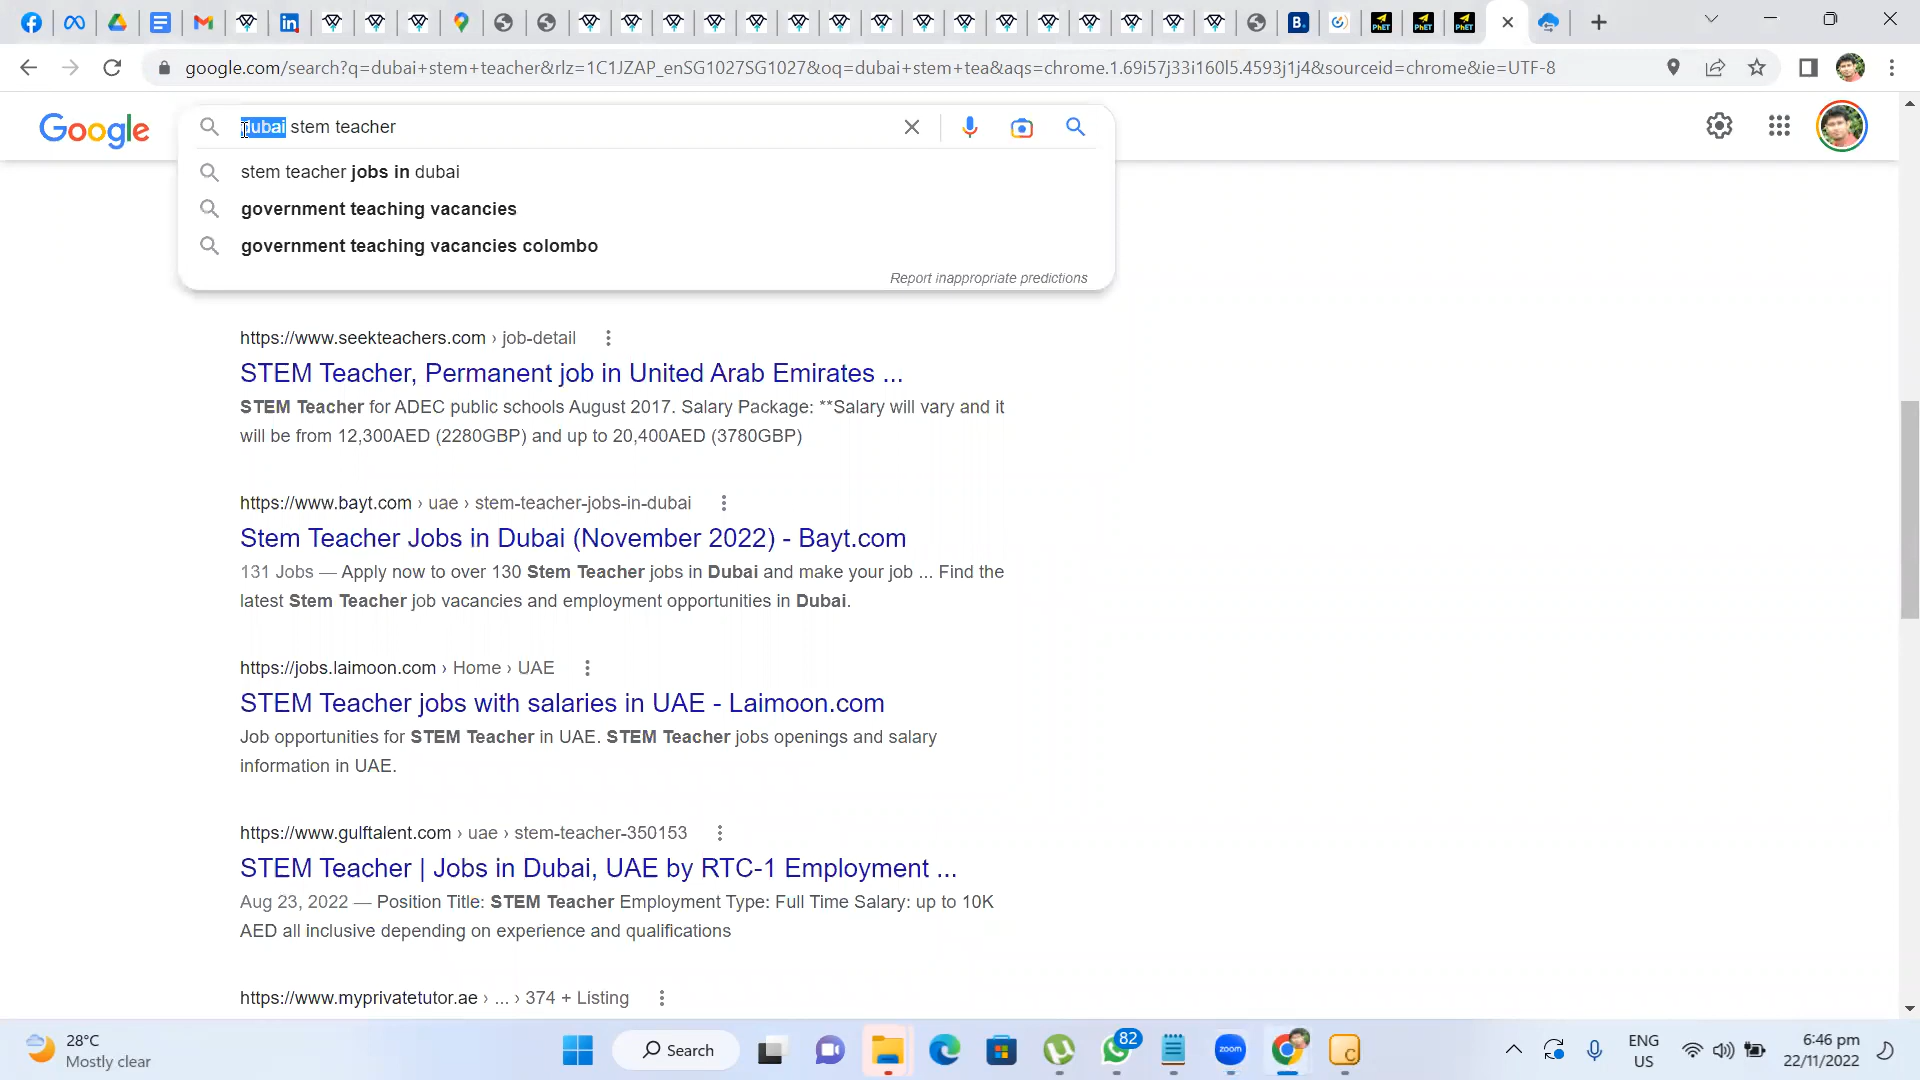 google.com/search?q=dubai+stem+teacher&rlz=1C1JZAP_enSG1027SG1027&oq=dubai+stem+tea&aqs=chrome.1.69i57j33i160l5.4593j1j4&sourceid=chrome&ie=UTF-8
Google
dubai stem teacher
stem teacher jobs in dubai
government teaching vacancies
government teaching vacancies colombo
Report inappropriate predictions
https://www.seekteachers.com › job-detail
STEM Teacher, Permanent job in United Arab Emirates ...
STEM Teacher for ADEC public schools August 2017. Salary Package: **Salary will vary and it
will be from 12,300AED (2280GBP) and up to 20,400AED (3780GBP)
https://www.bayt.com › uae › stem-teacher-jobs-in-dubai
Stem Teacher Jobs in Dubai (November 2022) - Bayt.com
131 Jobs — Apply now to over 130 Stem Teacher jobs in Dubai and make your job ... Find the
latest Stem Teacher job vacancies and employment opportunities in Dubai.
https://jobs.laimoon.com › Home › UAE
STEM Teacher jobs with salaries in UAE - Laimoon.com
Job opportunities for STEM Teacher in UAE. STEM Teacher jobs openings and salary
information in UAE.
https://www.gulftalent.com › uae › stem-teacher-350153
STEM Teacher | Jobs in Dubai, UAE by RTC-1 Employment ...
Aug 23, 2022 — Position Title: STEM Teacher Employment Type: Full Time Salary: up to 10K
AED all inclusive depending on experience and qualifications
https://www.myprivatetutor.ae › ... › 374 + Listing
28°C
Mostly clear
Search
82
zoom
ENG
US
6:46 pm
22/11/2022